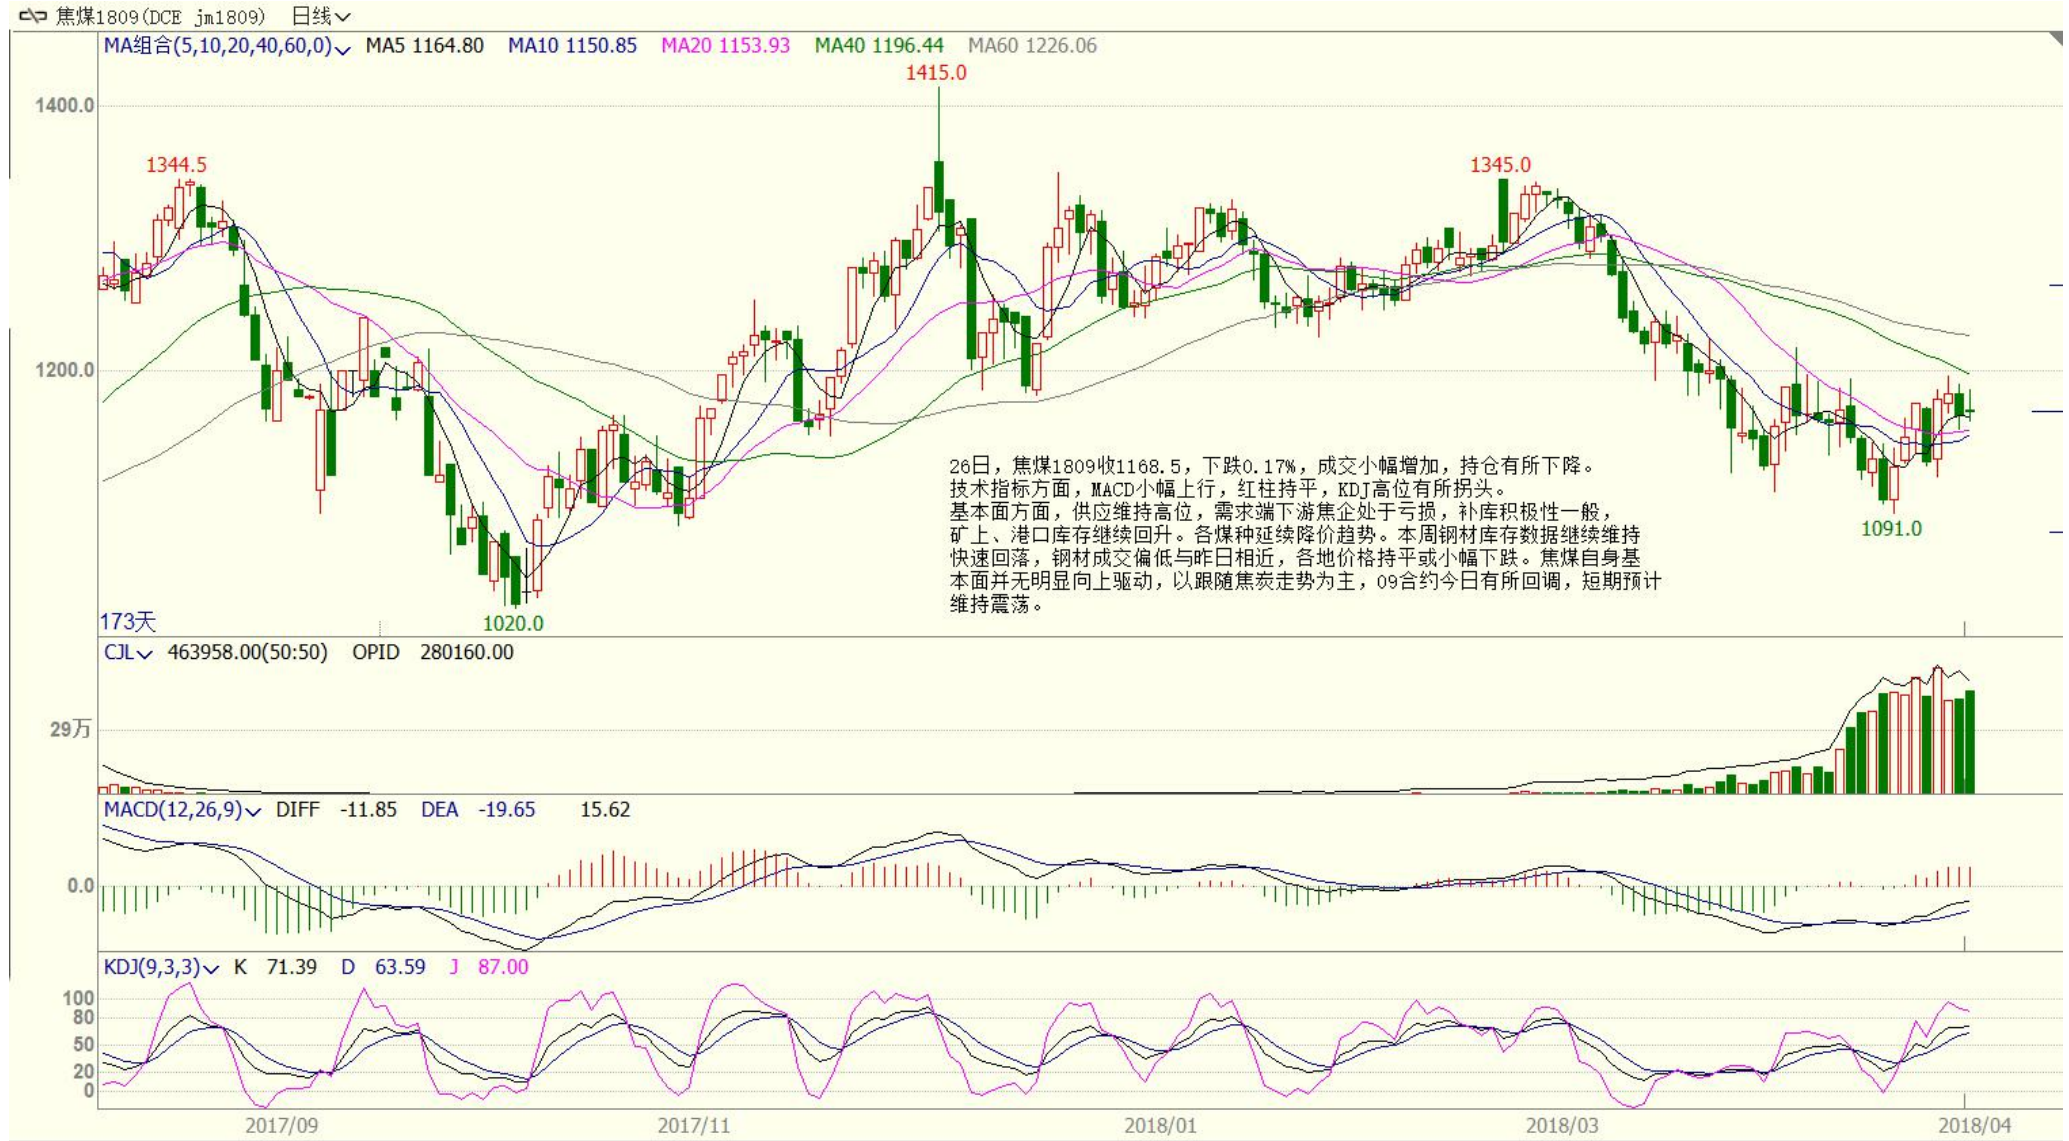 焦煤1809(DCE jm1809) 日线
MA组合(5,10,20,40,60,0) MA5 1164.80 MA10 1150.85 MA20 1153.93 MA40 1196.44 MA60 1226.06
1415.0
1400.0
1344.5
1345.0
1200.0
26日，焦煤1809收1168.5，下跌0.17%，成交小幅增加，持仓有所下降。
技术指标方面，MACD小幅上行，红柱持平，KDJ高位有所拐头。
基本面方面，供应维持高位，需求端下游焦企处于亏损，补库积极性一般，
矿上、港口库存继续回升。各煤种延续降价趋势。本周钢材库存数据继续维持
快速回落，钢材成交偏低与昨日相近，各地价格持平或小幅下跌。焦煤自身基
本面并无明显向上驱动，以跟随焦炭走势为主，09合约今日有所回调，短期预计
维持震荡。
1091.0
173天
1020.0
CJL 463958.00(50:50) OPID 280160.00
29万
MACD(12,26,9) DIFF -11.85 DEA -19.65 15.62
0.0
KDJ(9,3,3) K 71.39 D 63.59 J 87.00
100
80
50
20
0
2017/09 2017/11 2018/01 2018/03 2018/04